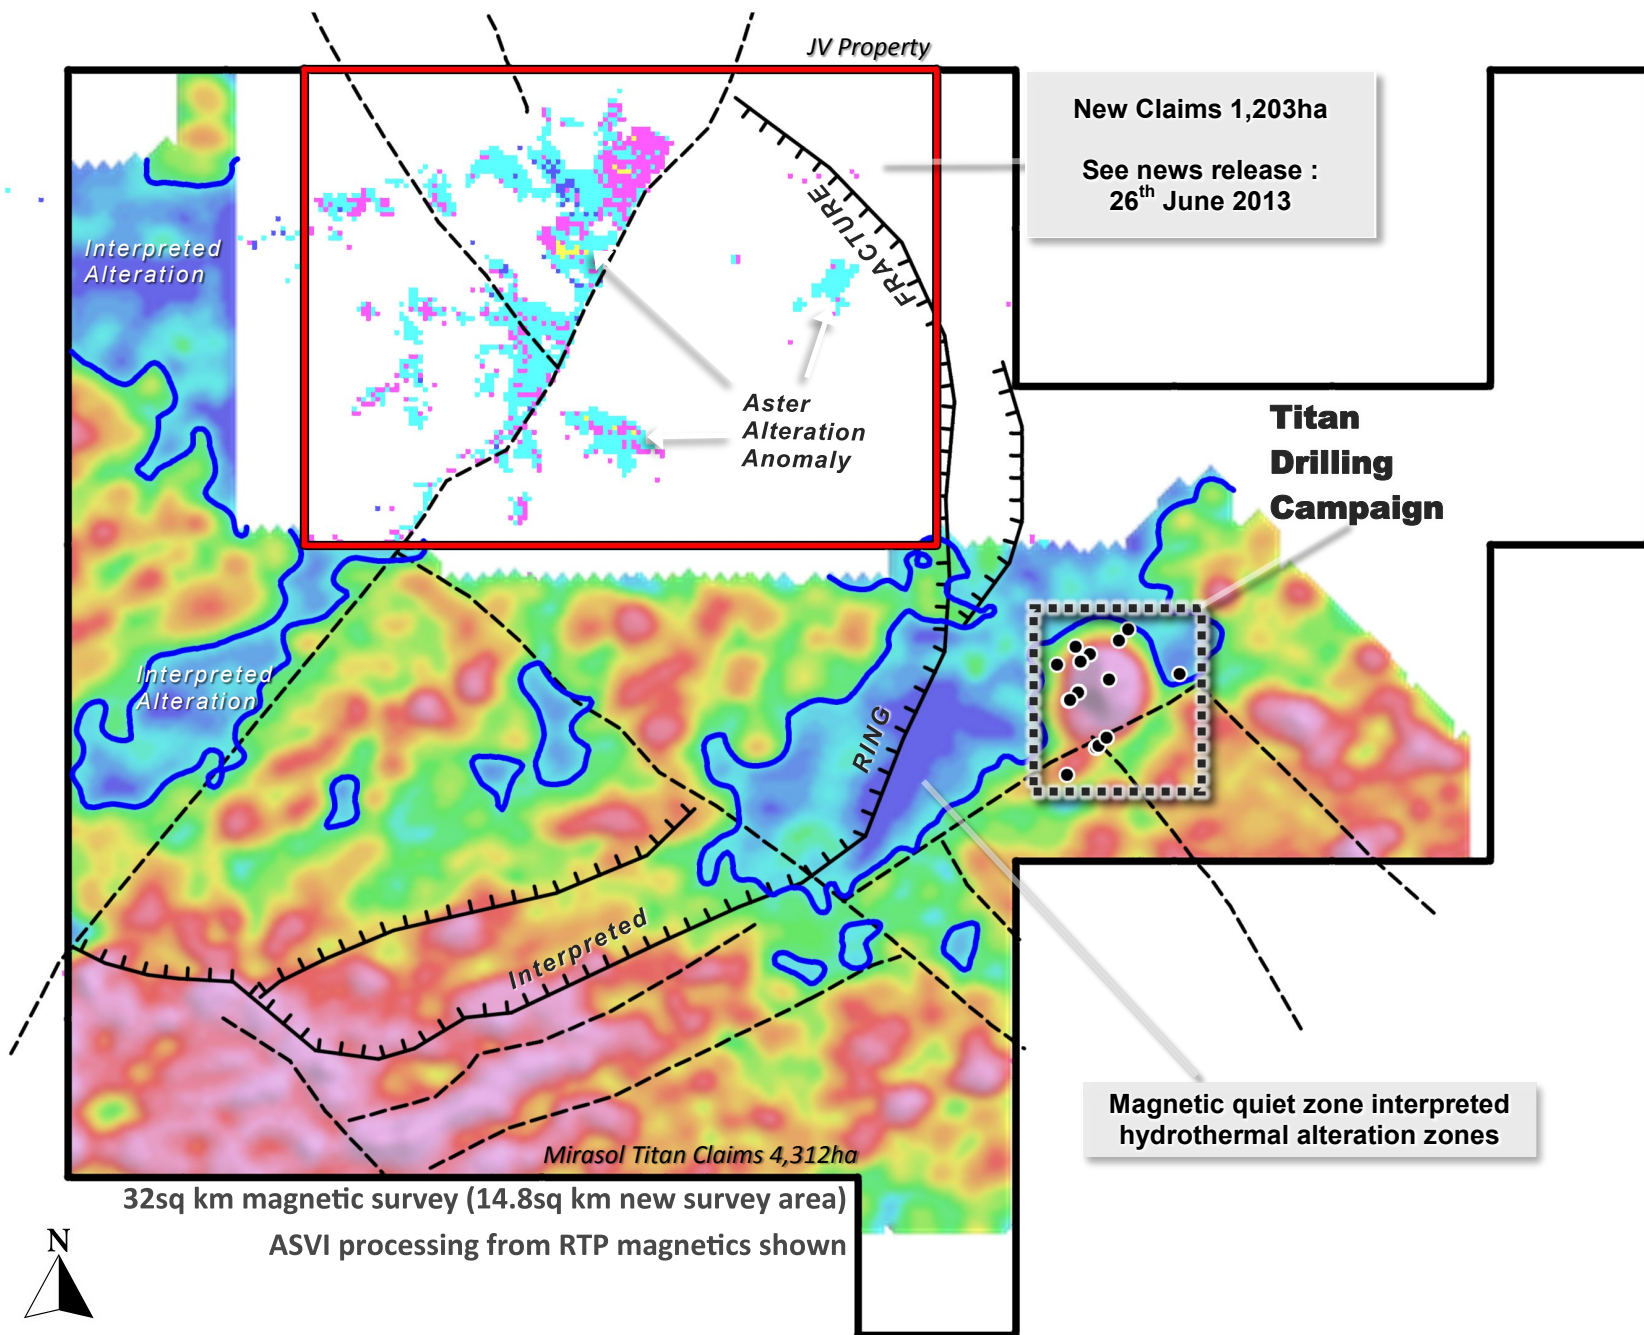 JV Property
New Claims 1,203ha
See news release :
26th June 2013
FRACTURE
Interpreted
Alteration
Aster
Alteration
Anomaly
Titan
Drilling
Campaign
Interpreted
Alteration
RING
Interpreted
Magnetic quiet zone interpreted
hydrothermal alteration zones
Mirasol Titan Claims 4,312ha
32sq km magnetic survey (14.8sq km new survey area)
ASVI processing from RTP magnetics shown
N